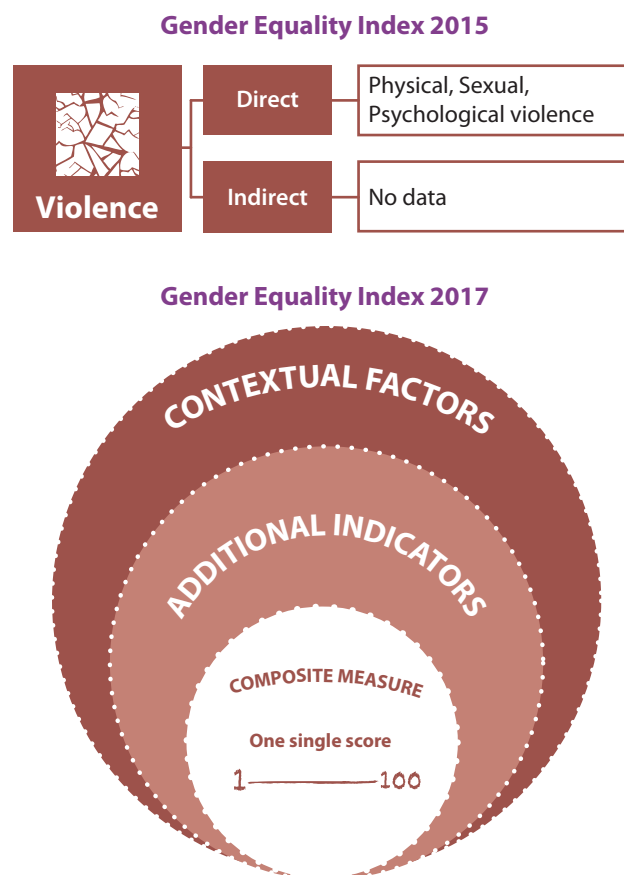 Gender Equality Index 2015
Violence
Direct
Physical, Sexual,
Psychological violence
Indirect
No data
Gender Equality Index 2017
CONTEXTUAL FACTORS
ADDITIONAL INDICATORS
COMPOSITE MEASURE
One single score
1 100